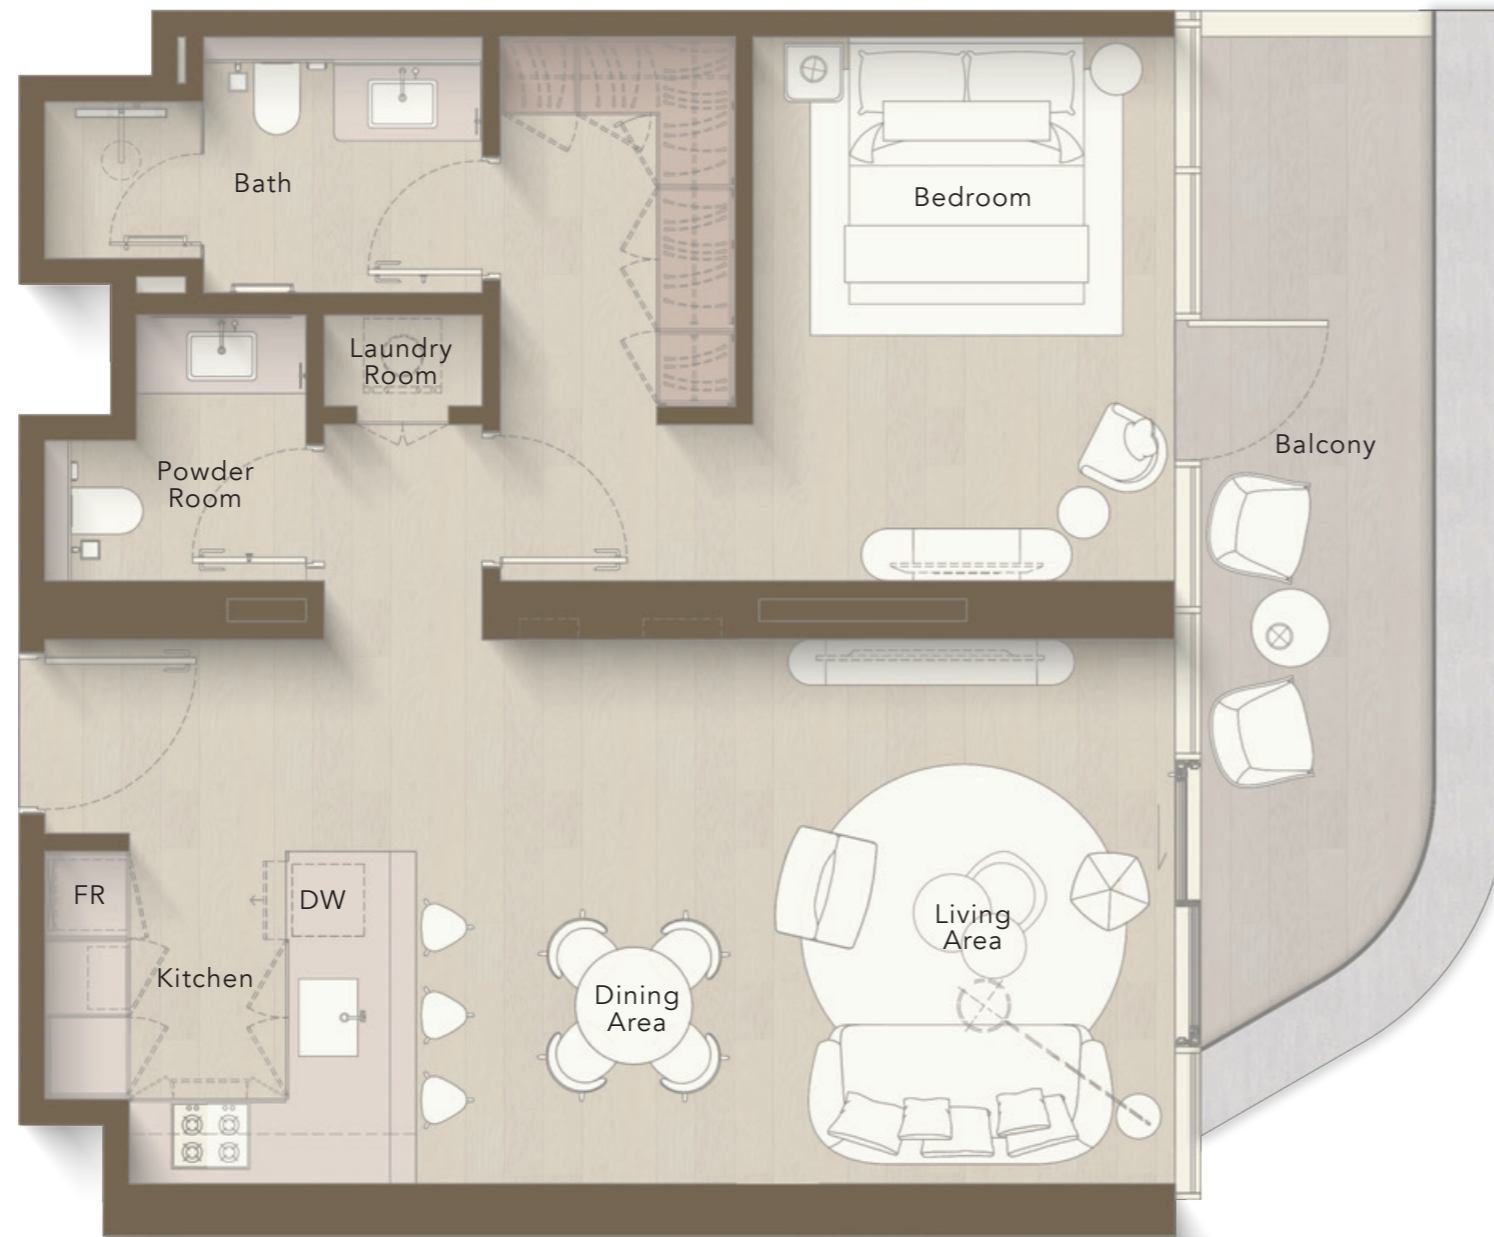 Bath
Bedroom
Laundry
Room
Balcony
Powder
Room
FR
DW
Living
Area
Kitchen
Dining
Area